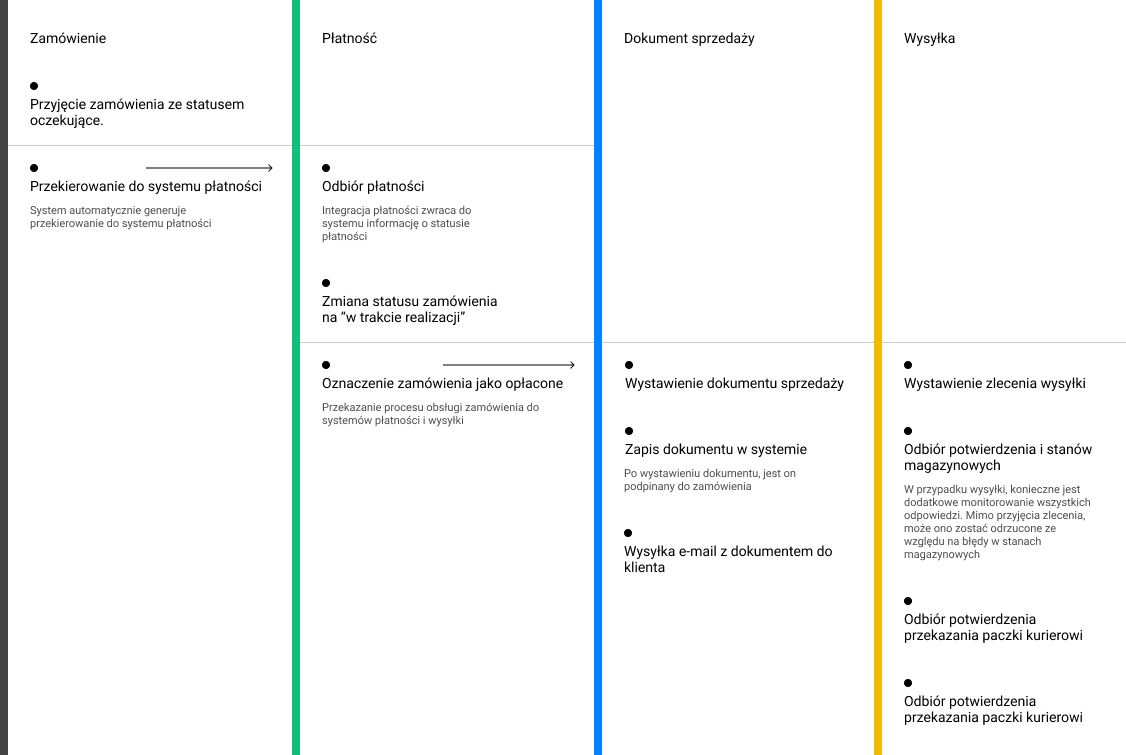 Zamówienie
Przyjęcie zamówienia ze statusem
oczekujące.
Przekierowanie do systemu płatności
System automatycznie generuje
przekierowanie do systemu płatności
Płatność
Odbiór płatności
Integracja płatności zwraca do
systemu informację o statusie
płatności
Zmiana statusu zamówienia
na “w trakcie realizacji”
Oznaczenie zamówienia jako opłacone
Przekazanie procesu obsługi zamówienia do
systemów płatności i wysyłki
Dokument sprzedaży
Wystawienie dokumentu sprzedaży
Zapis dokumentu w systemie
Po wystawieniu dokumentu, jest on
podpinany do zamówienia
Wysyłka e-mail z dokumentem do
klienta
Wysyłka
Wystawienie zlecenia wysyłki
Odbiór potwierdzenia i stanów
magazynowych
W przypadku wysyłki, konieczne jest
dodatkowe monitorowanie wszystkich
odpowiedzi. Mimo przyjęcia zlecenia,
może ono zostać odrzucone ze
względu na błędy w stanach
magazynowych
Odbiór potwierdzenia
przekazania paczki kurierowi
Odbiór potwierdzenia
przekazania paczki kurierowi